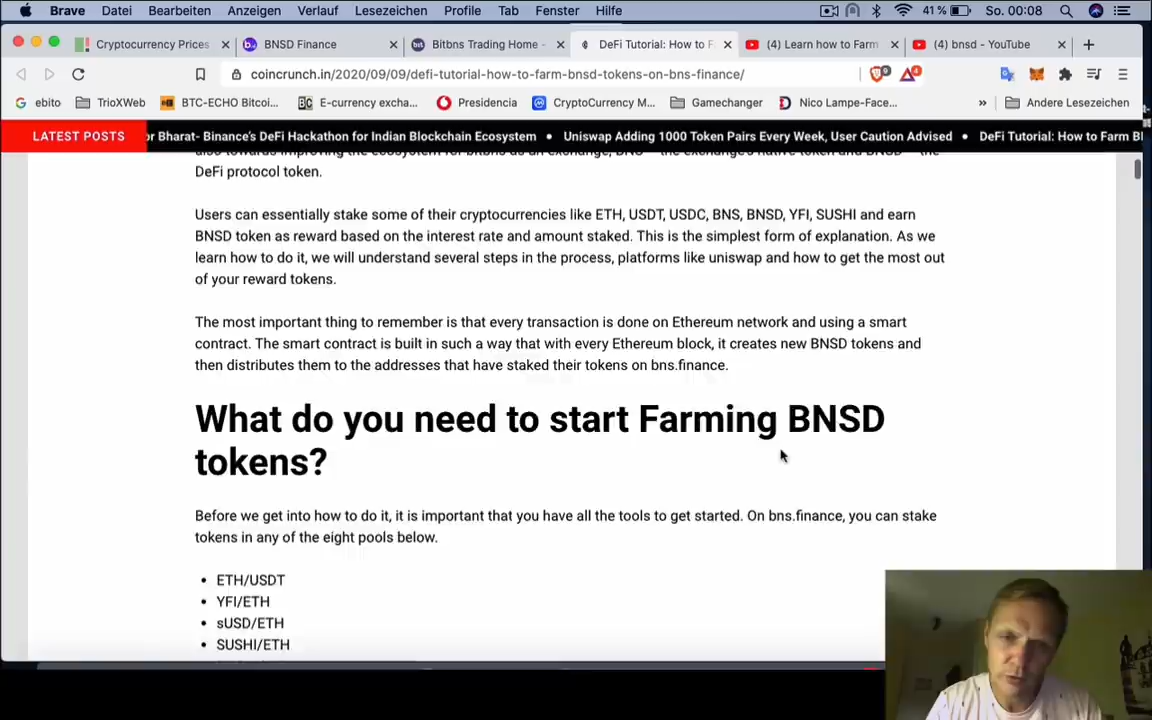 Brave Datei Bearbeiten Anzeigen Verlauf Lesezeichen Profile Tab Fenster Hilfe 41 % So. 00:08
Cryptocurrency Prices BNSD Finance Bitbns Trading Home - DeFi Tutorial: How to F (4) Learn how to Farm (4) bnsd - YouTube
coincrunch.in/2020/09/09/defi-tutorial-how-to-farm-bnsd-tokens-on-bns-finance/
ebito TrioXWeb BTC-ECHO Bitcoi... E-currency excha... Presidencia CryptoCurrency M... Gamechanger Nico Lampe-Face... » Andere Lesezeichen
LATEST POSTS or Bharat- Binance's DeFi Hackathon for Indian Blockchain Ecosystem • Uniswap Adding 1000 Token Pairs Every Week, User Caution Advised • DeFi Tutorial: How to Farm
DeFi protocol token.
Users can essentially stake some of their cryptocurrencies like ETH, USDT, USDC, BNS, BNSD, YFI, SUSHI and earn
BNSD token as reward based on the interest rate and amount staked. This is the simplest form of explanation. As we
learn how to do it, we will understand several steps in the process, platforms like uniswap and how to get the most out
of your reward tokens.
The most important thing to remember is that every transaction is done on Ethereum network and using a smart
contract. The smart contract is built in such a way that with every Ethereum block, it creates new BNSD tokens and
then distributes them to the addresses that have staked their tokens on bns.finance.
What do you need to start Farming BNSD
tokens?
Before we get into how to do it, it is important that you have all the tools to get started. On bns.finance, you can stake
tokens in any of the eight pools below.
• ETH/USDT
• YFI/ETH
• sUSD/ETH
• SUSHI/ETH